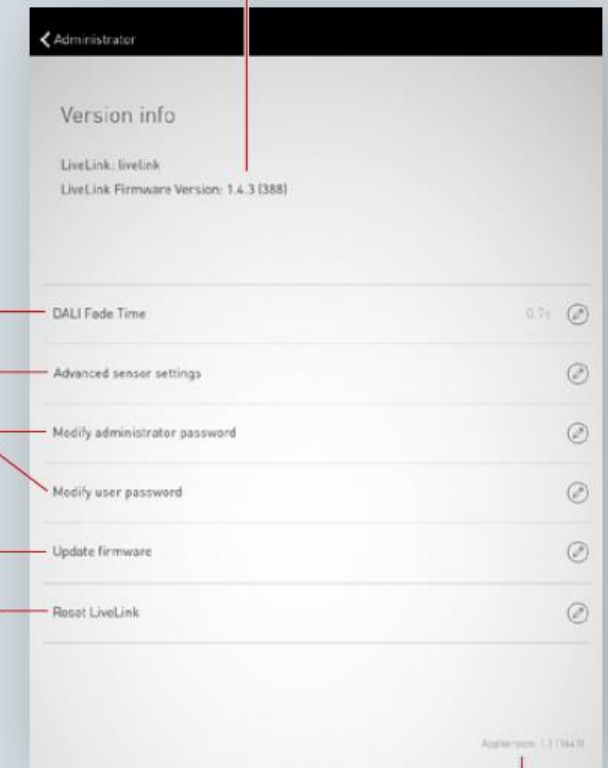 Administrator
Version info
LiveLink: livelink
LiveLink Firmware Version: 1.4.3 (388)
DALI Fade Time 0.7s
Advanced sensor settings
Modify administrator password
Modify user password
Update firmware
Reset LiveLink